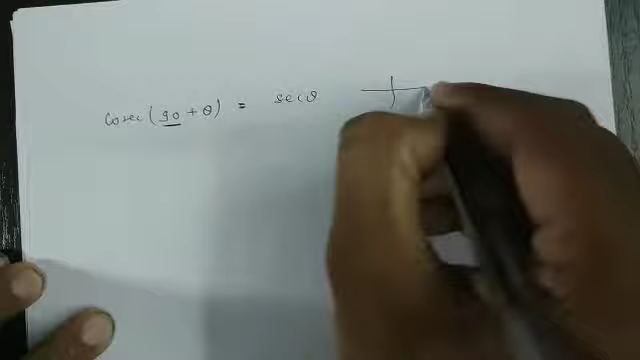 Cosec (90 + θ) = secθ